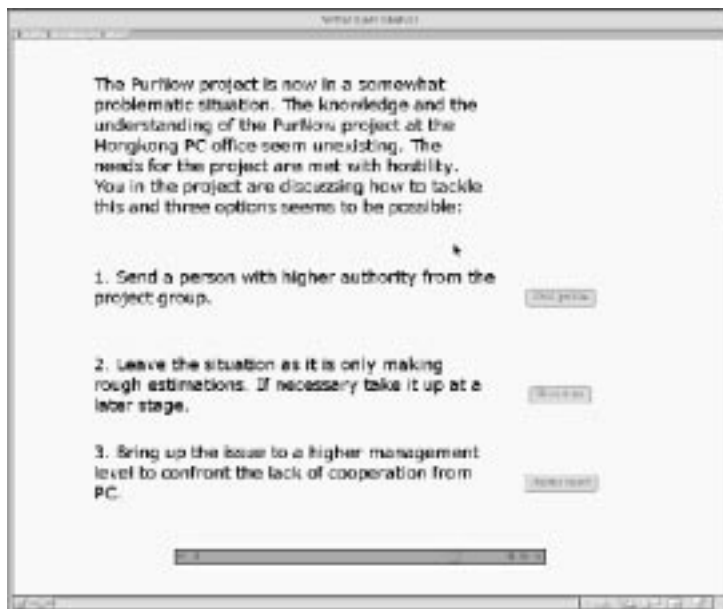 The PurNow project is now in a somewhat
problematic situation. The knowledge and the
understanding of the PurNow project at the
Hongkong PC office seem unexisting. The
needs for the project are met with hostility.
You in the project are discussing how to tackle
this and three options seems to be possible:
1. Send a person with higher authority from the
project group.
2. Leave the situation as it is only making
rough estimations. If necessary take it up at a
later stage.
3. Bring up the issue to a higher management
level to confront the lack of cooperation from
PC.